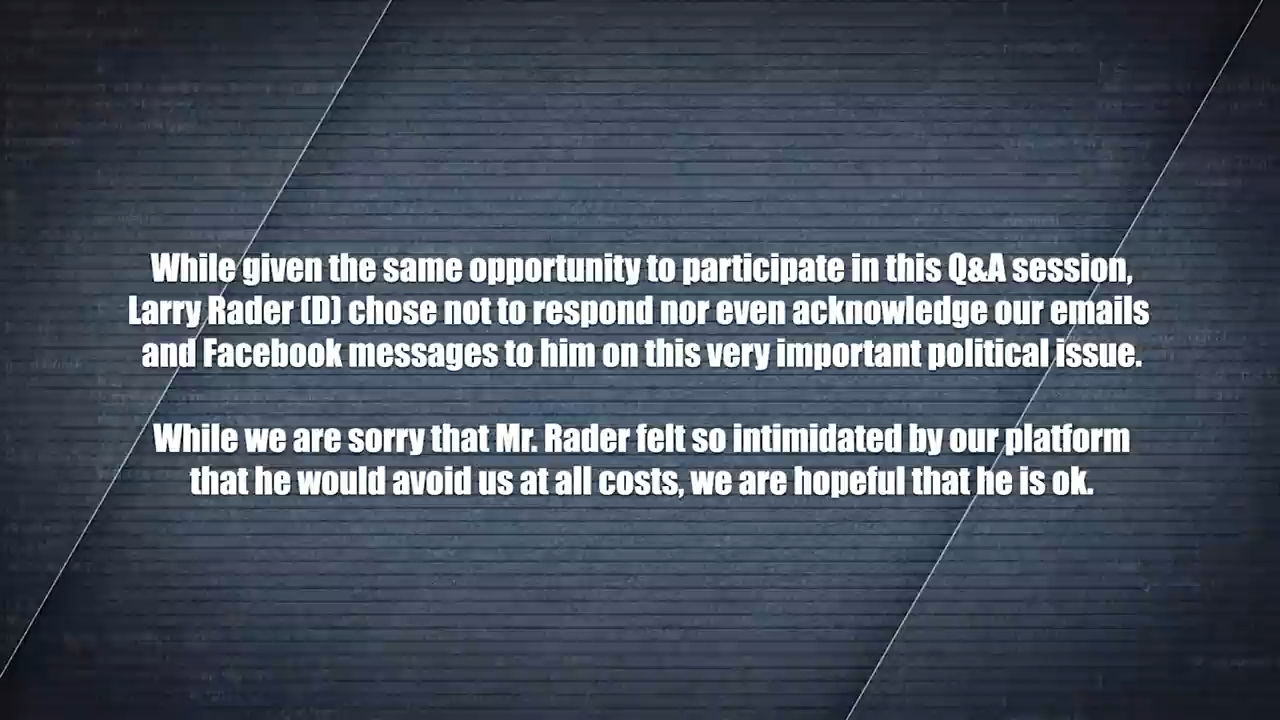 While given the same opportunity to participate in this Q&A session,
Larry Rader (D) chose not to respond nor even acknowledge our emails
and Facebook messages to him on this very important political issue.
While we are sorry that Mr. Rader felt so intimidated by our platform
that he would avoid us at all costs, we are hopeful that he is ok.